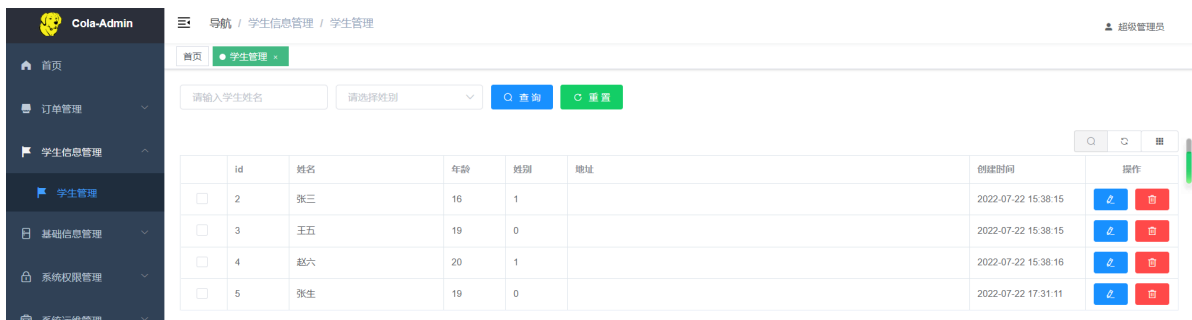 Cola-Admin
导航 / 学生信息管理 / 学生管理
超级管理员
首页
学生管理 ×
首页
订单管理
学生信息管理
学生管理
基础信息管理
系统权限管理
系统运维管理
请输入学生姓名 请选择姓别 查询 重置
id 姓名 年龄 姓别 地址 创建时间 操作
2 张三 16 1 2022-07-22 15:38:15
3 王五 19 0 2022-07-22 15:38:15
4 赵六 20 1 2022-07-22 15:38:16
5 张生 19 0 2022-07-22 17:31:11